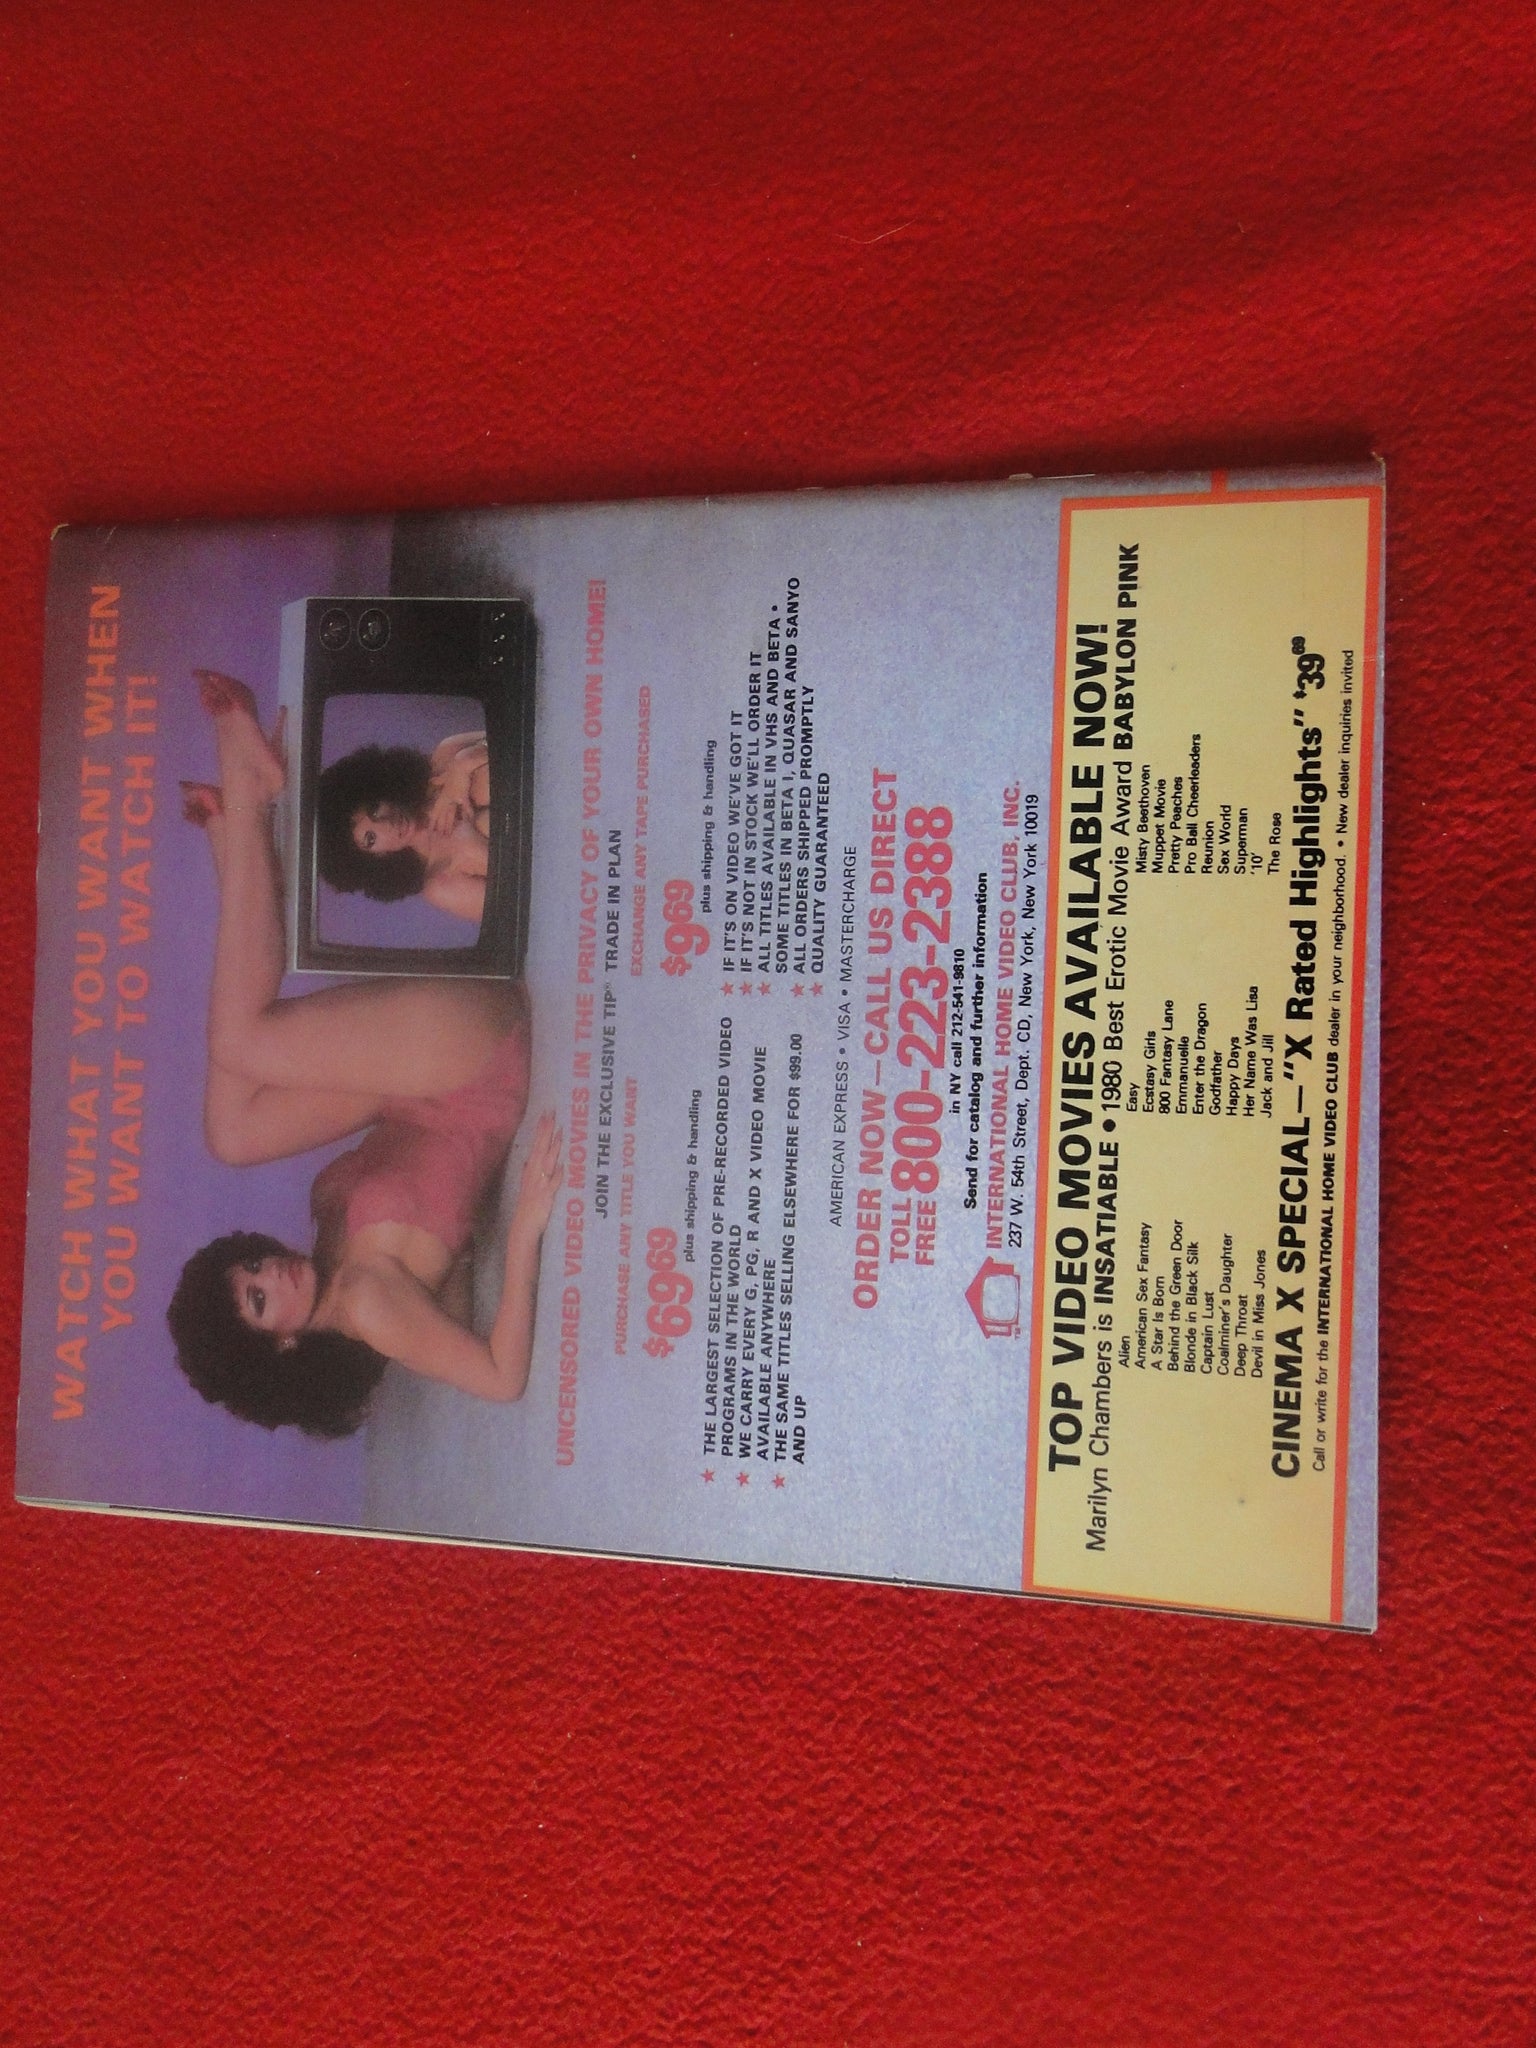 WATCH WHAT YOU WANT WHEN
YOU WANT TO WATCH IT!
UNCENSORED VIDEO MOVIES IN THE PRIVACY OF YOUR OWN HOME!
JOIN THE EXCLUSIVE TIP® TRADE IN PLAN
PURCHASE ANY TITLE YOU WANT
$69.69
plus shipping & handling
EXCHANGE ANY TAPE PURCHASED
$9.69
plus shipping & handling
★ THE LARGEST SELECTION OF PRE-RECORDED VIDEO
PROGRAMS IN THE WORLD
★ WE CARRY EVERY G, PG, R AND X VIDEO MOVIE
AVAILABLE ANYWHERE
★ THE SAME TITLES SELLING ELSEWHERE FOR $99.00
AND UP
★ IF IT'S ON VIDEO WE'VE GOT IT
★ IF IT'S NOT IN STOCK WE'LL ORDER IT
★ ALL TITLES AVAILABLE IN VHS AND BETA •
SOME TITLES IN BETA I, QUASAR AND SANYO
★ ALL ORDERS SHIPPED PROMPTLY
★ QUALITY GUARANTEED
AMERICAN EXPRESS • VISA • MASTERCHARGE
ORDER NOW—CALL US DIRECT
TOLL FREE 800-223-2388
in NY call 212-541-9810
Send for catalog and further information
INTERNATIONAL HOME VIDEO CLUB, INC.
TM
237 W. 54th Street, Dept. CD, New York, New York 10019
TOP VIDEO MOVIES AVAILABLE NOW!
Marilyn Chambers is INSATIABLE • 1980 Best Erotic Movie Award BABYLON PINK
Alien
American Sex Fantasy
A Star Is Born
Behind the Green Door
Blonde in Black Silk
Captain Lust
Coalminer's Daughter
Deep Throat
Devil in Miss Jones
Easy
Ecstasy Girls
800 Fantasy Lane
Emmanuelle
Enter the Dragon
Godfather
Happy Days
Her Name Was Lisa
Jack and Jill
Misty Beethoven
Muppet Movie
Pretty Peaches
Pro Ball Cheerleaders
Reunion
Sex World
Superman
'10'
The Rose
CINEMA X SPECIAL—"X Rated Highlights" $39.69
Call or write for the INTERNATIONAL HOME VIDEO CLUB dealer in your neighborhood. • New dealer inquiries invited